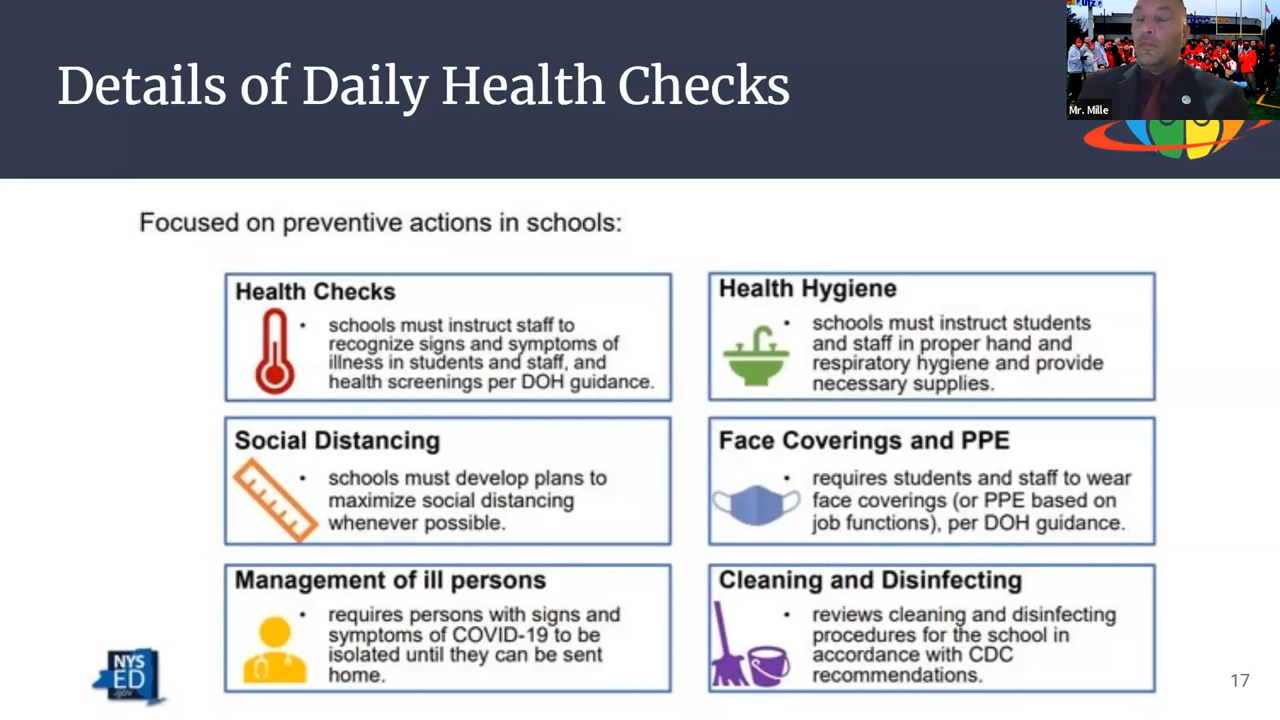 Details of Daily Health Checks
Mr. Mille
Focused on preventive actions in schools:
Health Checks
• schools must instruct staff to
recognize signs and symptoms of
illness in students and staff, and
health screenings per DOH guidance.
Health Hygiene
• schools must instruct students
and staff in proper hand and
respiratory hygiene and provide
necessary supplies.
Social Distancing
• schools must develop plans to
maximize social distancing
whenever possible.
Face Coverings and PPE
• requires students and staff to wear
face coverings (or PPE based on
job functions), per DOH guidance.
Management of ill persons
• requires persons with signs and
symptoms of COVID-19 to be
isolated until they can be sent
home.
Cleaning and Disinfecting
• reviews cleaning and disinfecting
procedures for the school in
accordance with CDC
recommendations.
NYS
ED
.gov
17